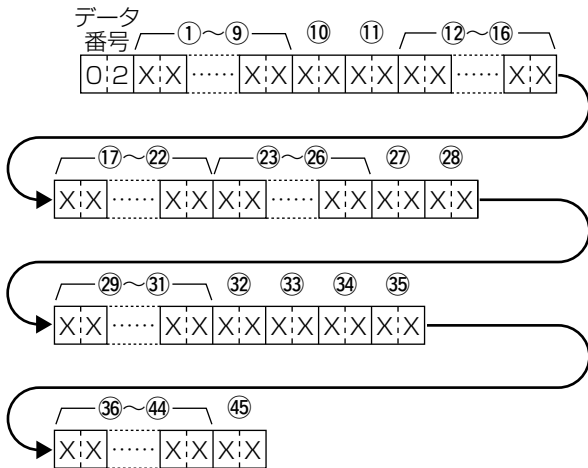 データ
番号 ①～⑨ ⑩ ⑪ ⑫～⑯
0 2 X X …… X X X X X X X X …… X X
⑰～㉒ ㉓～㉖ ㉗ ㉘
X X …… X X X X …… X X X X X X
㉙～㉛ ㉜ ㉝ ㉞ ㉟
X X …… X X X X X X X X X X
㊱～㊹ ㊺
X X …… X X X X